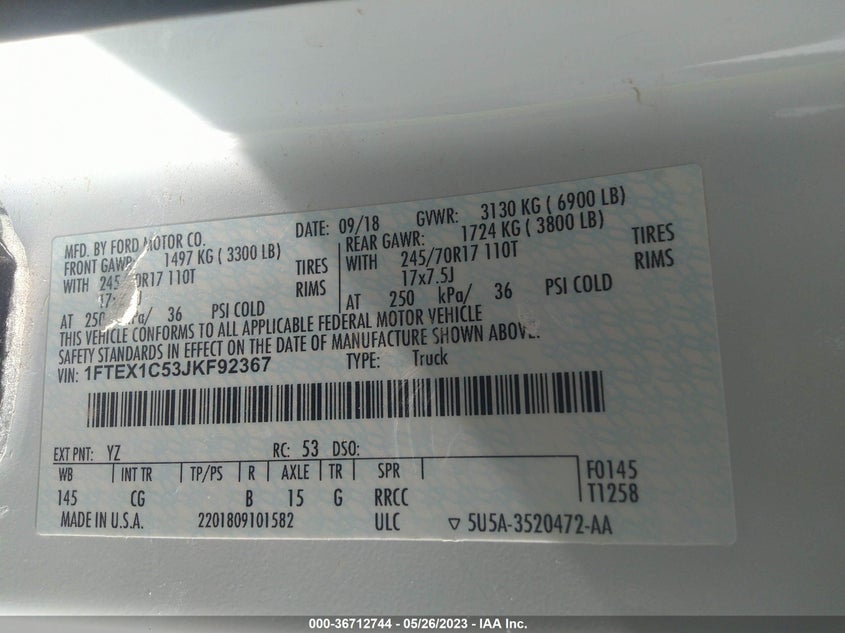 MFD. BY FORD MOTOR CO. DATE: 09/18 GVWR: 3130 KG ( 6900 LB)
FRONT GAWR: 1497 KG ( 3300 LB) REAR GAWR: 1724 KG ( 3800 LB)
WITH 245 70R17 110T TIRES WITH 245/70R17 110T TIRES
RIMS 17x7.5J RIMS
AT 250 kPa/ 36 PSI COLD AT 250 kPa/ 36 PSI COLD
THIS VEHICLE CONFORMS TO ALL APPLICABLE FEDERAL MOTOR VEHICLE
SAFETY STANDARDS IN EFFECT ON THE DATE OF MANUFACTURE SHOWN ABOVE.
VIN: 1FTEX1C53JKF92367 TYPE: Truck
EXT PNT: YZ RC: 53 DSO:
WB INT TR TP/PS R AXLE TR SPR F0145
145 CG B 15 G RRCC T1258
MADE IN U.S.A. 2201809101582 ULC ▽ 5U5A-3520472-AA
000-36712744 / 05/26/2023 — IAA Inc.